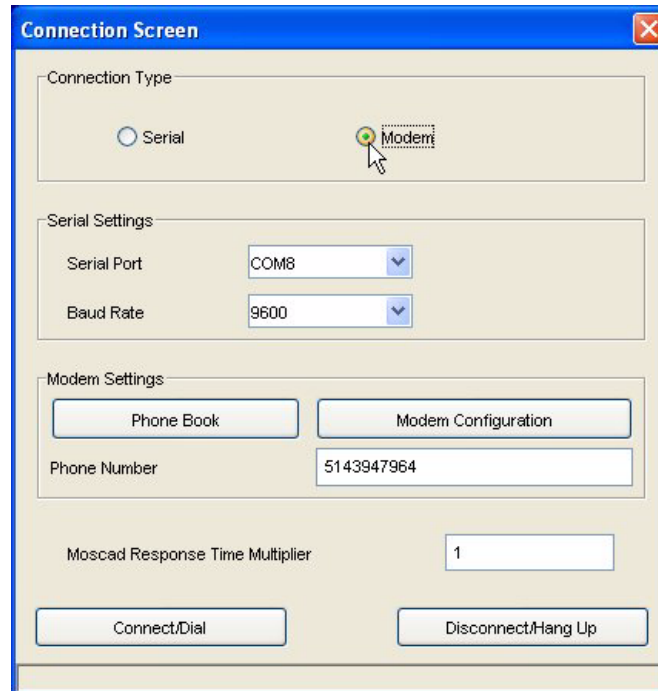 Connection Screen
Connection Type
Serial Modem
Serial Settings
Serial Port COM8
Baud Rate 9600
Modem Settings
Phone Book Modem Configuration
Phone Number 5143947964
Moscad Response Time Multiplier 1
Connect/Dial Disconnect/Hang Up